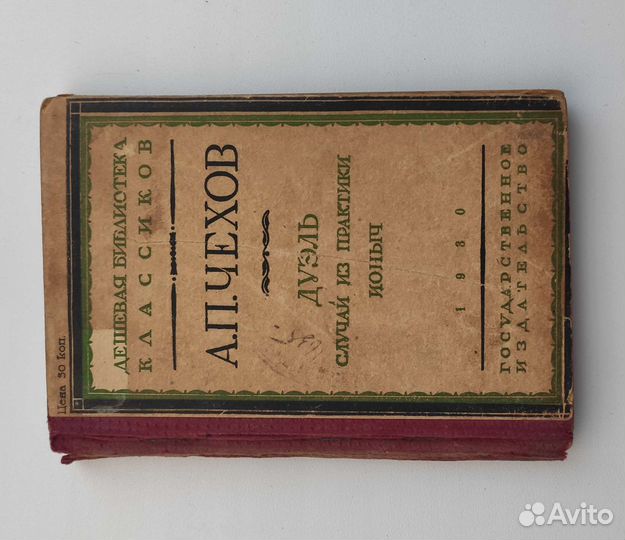 Цена 30 коп.
ДЕШЕВАЯ БИБЛИОТЕКА
КЛАССИКОВ
А.П.ЧЕХОВ
ДУЭЛЬ
СЛУЧАЙ ИЗ ПРАКТИКИ
ИОНЫЧ
1930
ГОСУДАРСТВЕННОЕ
ИЗДАТЕЛЬСТВО
Avito